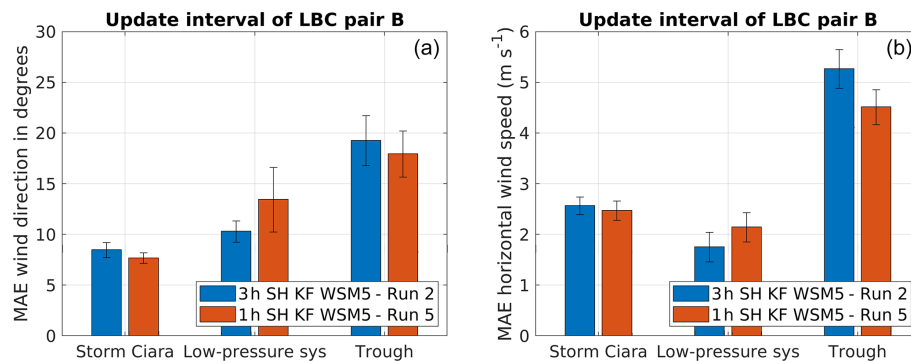 Update interval of LBC pair B
(a)
MAE wind direction in degrees
30
25
20
15
10
5
0
3h SH KF WSM5 - Run 2
1h SH KF WSM5 - Run 5
Storm Ciara Low-pressure sys Trough
Update interval of LBC pair B
(b)
MAE horizontal wind speed (m s⁻¹)
6
5
4
3
2
1
0
3h SH KF WSM5 - Run 2
1h SH KF WSM5 - Run 5
Storm Ciara Low-pressure sys Trough